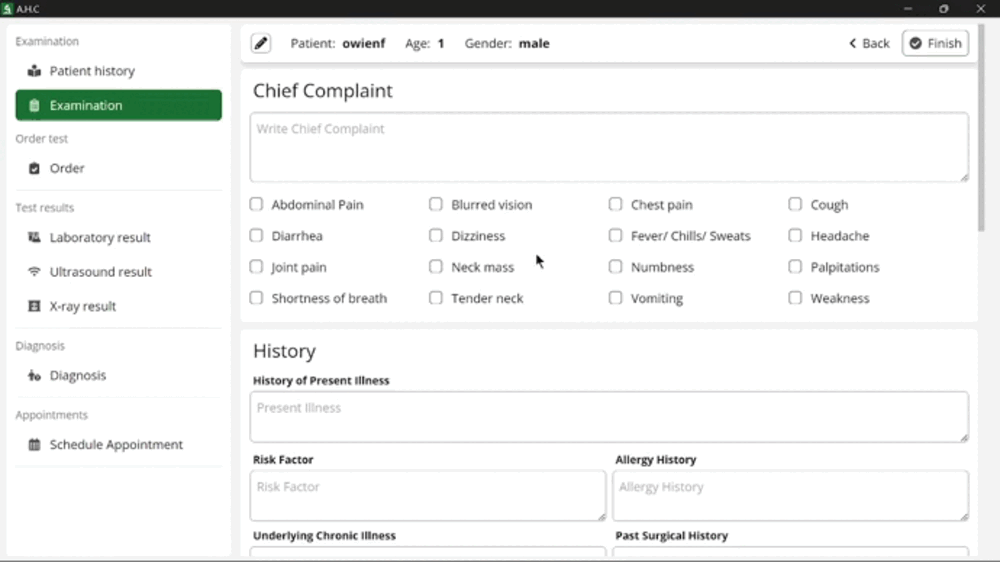 A.H.C
Examination
Patient history
Examination
Order test
Order
Test results
Laboratory result
Ultrasound result
X-ray result
Diagnosis
Diagnosis
Appointments
Schedule Appointment
Patient: owienf Age: 1 Gender: male Back Finish
Chief Complaint
Write Chief Complaint
Abdominal Pain Blurred vision Chest pain Cough
Diarrhea Dizziness Fever/ Chills/ Sweats Headache
Joint pain Neck mass Numbness Palpitations
Shortness of breath Tender neck Vomiting Weakness
History
History of Present Illness
Present Illness
Risk Factor Allergy History
Risk Factor Allergy History
Underlying Chronic Illness Past Surgical History